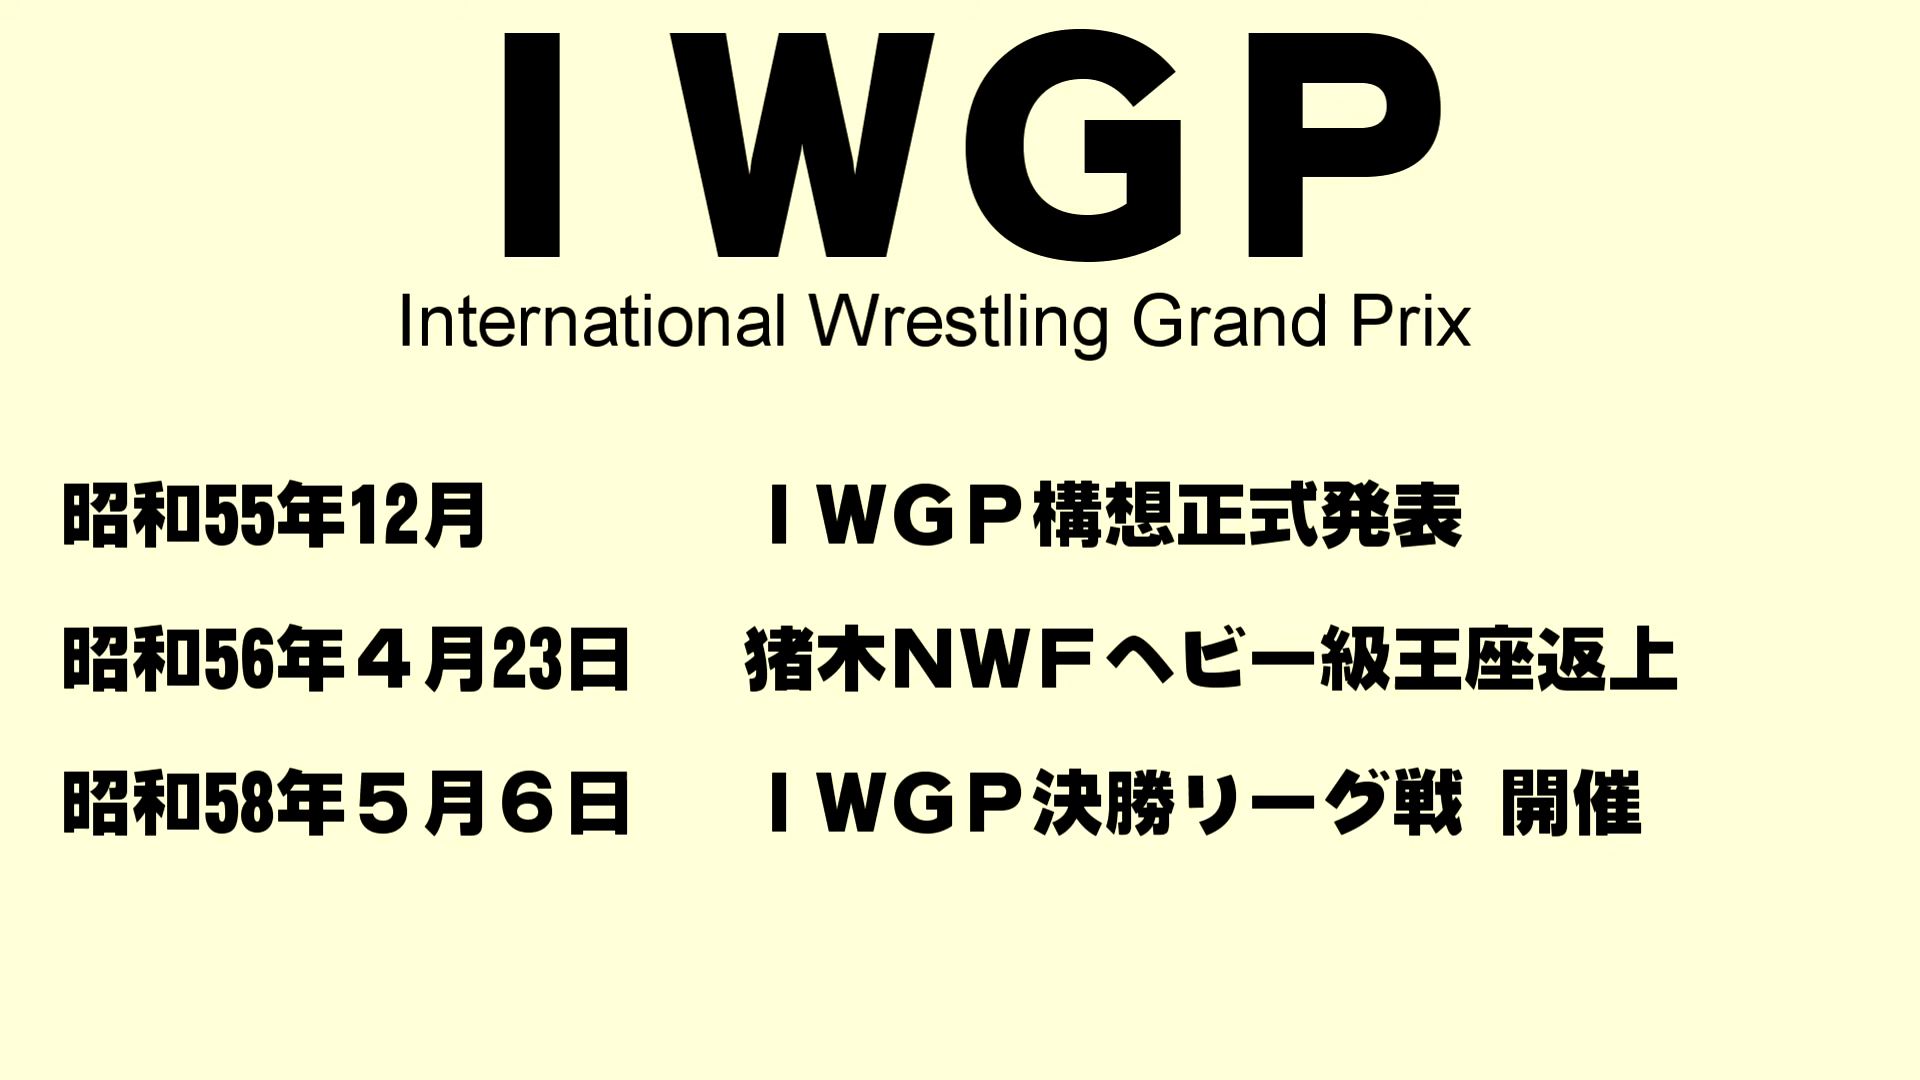 ＩＷＧＰ
International Wrestling Grand Prix
昭和55年12月 ＩＷＧＰ構想正式発表
昭和56年４月23日 猪木ＮＷＦヘビー級王座返上
昭和58年５月６日 ＩＷＧＰ決勝リーグ戦 開催